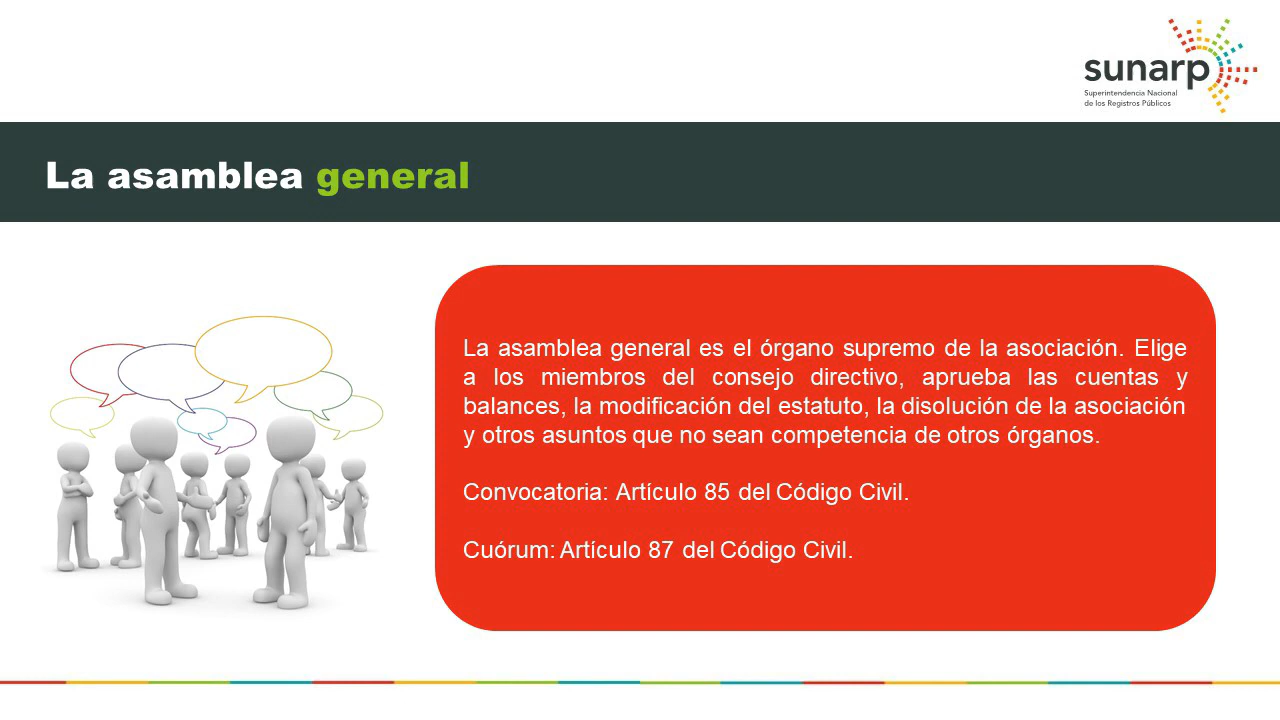 sunarp
Superintendencia Nacional
de los Registros Públicos
La asamblea general
La asamblea general es el órgano supremo de la asociación. Elige
a los miembros del consejo directivo, aprueba las cuentas y
balances, la modificación del estatuto, la disolución de la asociación
y otros asuntos que no sean competencia de otros órganos.
Convocatoria: Artículo 85 del Código Civil.
Cuórum: Artículo 87 del Código Civil.